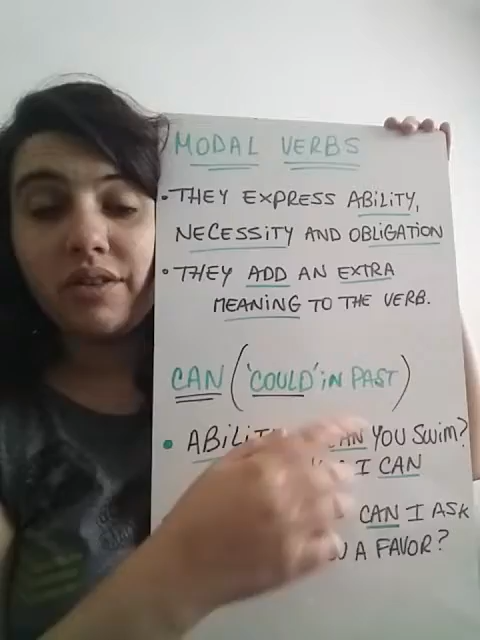 MODAL VERBS
• THEY EXPRESS ABILITY,
NECESSITY AND OBLIGATION
• THEY ADD AN EXTRA
MEANING TO THE VERB.
CAN ('COULD' iN PAST)
• CAN YOU SWiM?
I CAN
CAN I ASK
A FAVOR?